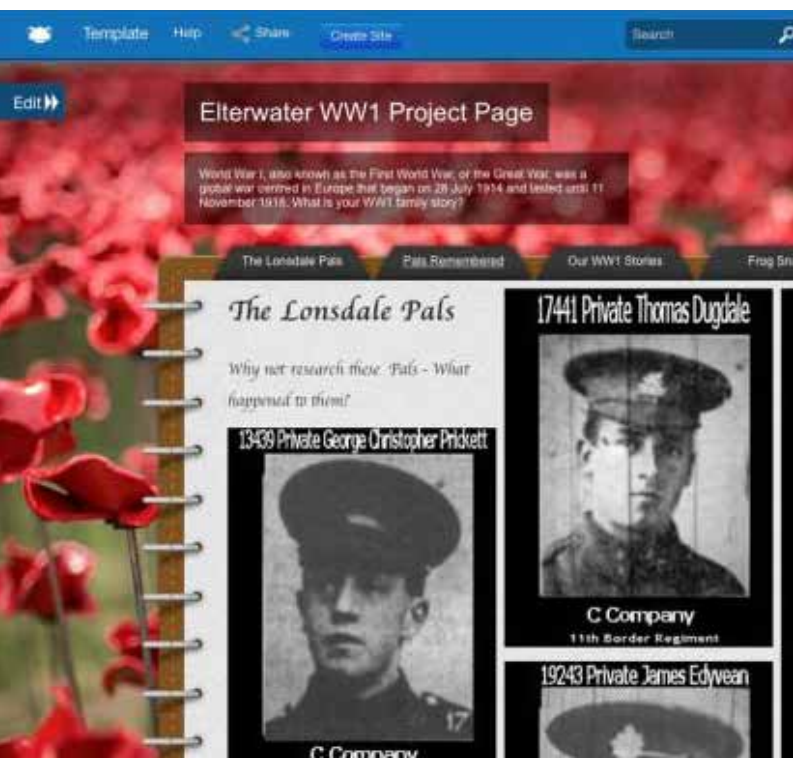 Template Help Share Create Site Search
Edit
Elterwater WW1 Project Page
World War I, also known as the First World War, or the Great War, was a
global war centred in Europe that began on 28 July 1914 and lasted until 11
November 1918. What is your WW1 family story?
The Lonsdale Pals Pals Remembered Our WW1 Stories Frog
The Lonsdale Pals
Why not research these Pals - What
happened to them?
13439 Private George Christopher Prickett
17
C Company
17441 Private Thomas Dugdale
C Company
11th Border Regiment
19243 Private James Edyvean